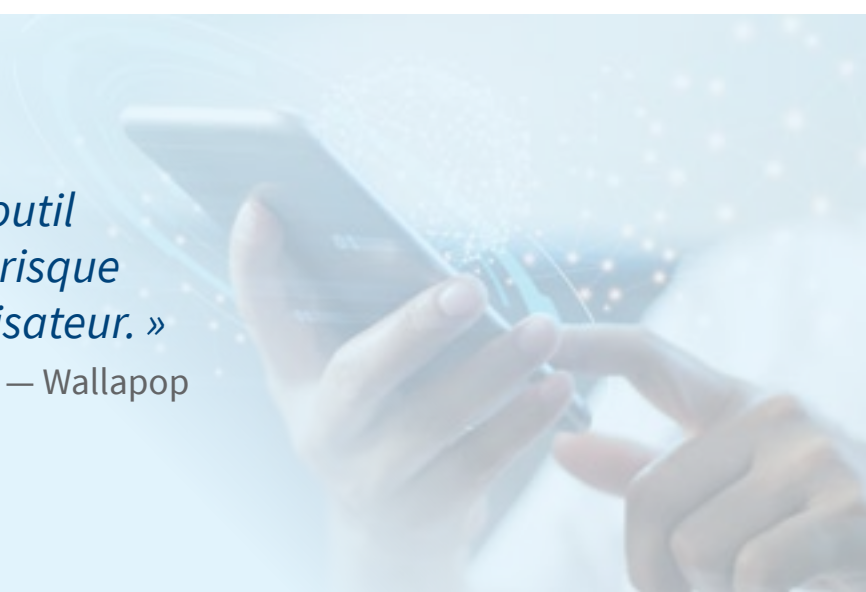 outil
risque
isateur. »
— Wallapop